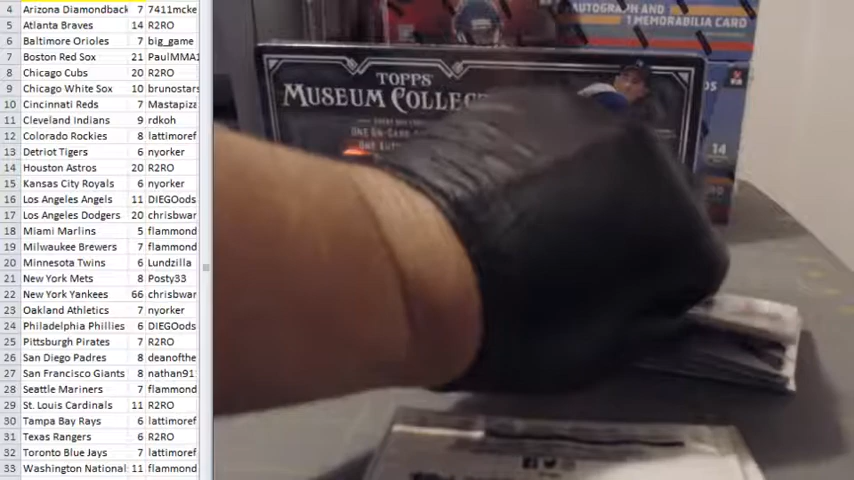 4 Arizona Diamondback 7 7411mcke
5 Atlanta Braves 14 R2RO
6 Baltimore Orioles 7 big_game
7 Boston Red Sox 21 PaulMMA1
8 Chicago Cubs 20 R2RO
9 Chicago White Sox 10 brunostars
10 Cincinnati Reds 7 Mastapiza
11 Cleveland Indians 9 rdkoh
12 Colorado Rockies 8 lattimoref
13 Detriot Tigers 6 nyorker
14 Houston Astros 20 R2RO
15 Kansas City Royals 6 nyorker
16 Los Angeles Angels 11 DIEGOods
17 Los Angeles Dodgers 20 chrisbwar
18 Miami Marlins 5 flammond
19 Milwaukee Brewers 7 flammond
20 Minnesota Twins 6 Lundzilla
21 New York Mets 8 Posty33
22 New York Yankees 66 chrisbwar
23 Oakland Athletics 7 nyorker
24 Philadelphia Phillies 6 DIEGOods
25 Pittsburgh Pirates 7 R2RO
26 San Diego Padres 8 deanofthe
27 San Francisco Giants 8 nathan91
28 Seattle Mariners 7 flammond
29 St. Louis Cardinals 11 R2RO
30 Tampa Bay Rays 6 lattimoref
31 Texas Rangers 6 R2RO
32 Toronto Blue Jays 7 lattimoref
33 Washington National 11 flammond
AUTOGRAPH AND
1 MEMORABILIA CARD
TOPPS
MUSEUM COLLEC
ONE ON-CARD
14